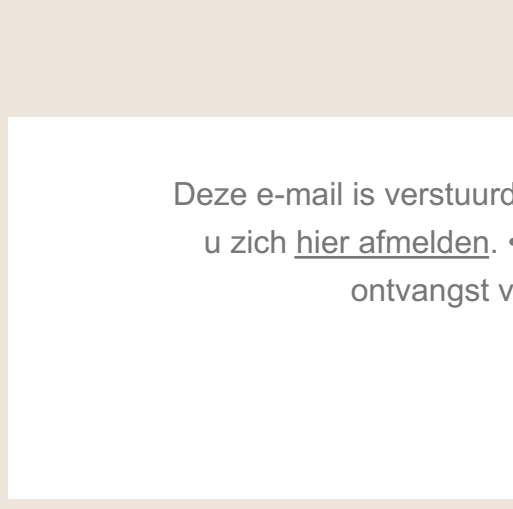 Deze e-mail is verstuurd
u zich hier afmelden. •
ontvangst v